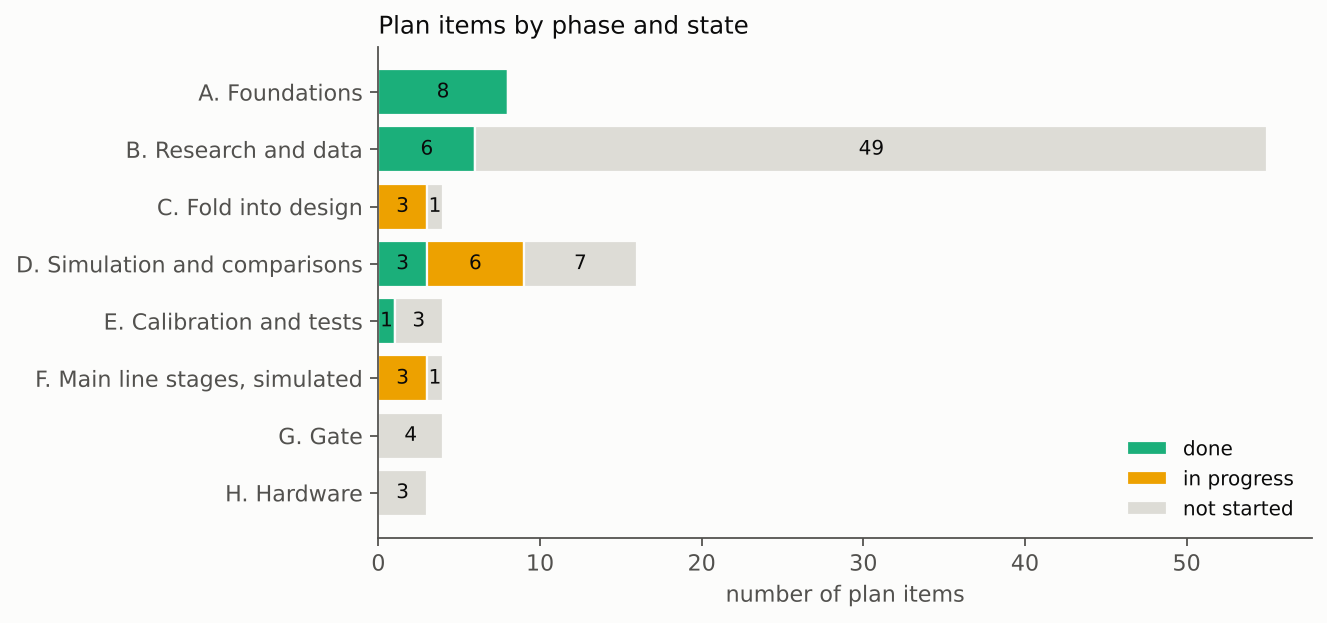 Plan items by phase and state
A. Foundations
8
B. Research and data
6 49
C. Fold into design
3 1
D. Simulation and comparisons
3 6 7
E. Calibration and tests
1 3
F. Main line stages, simulated
3 1
G. Gate
4
H. Hardware
3
done
in progress
not started
0 10 20 30 40 50
number of plan items